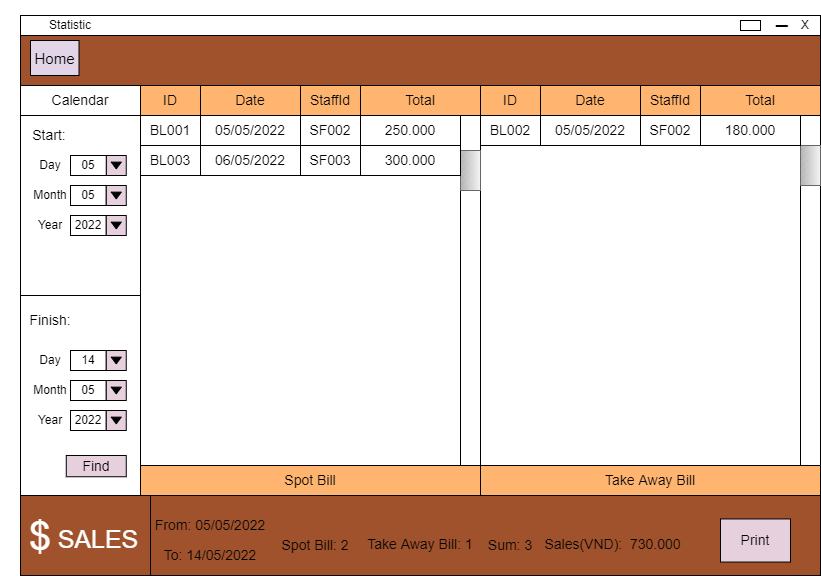 Statistic X
Home
Calendar ID Date StaffId Total ID Date StaffId Total
BL001 05/05/2022 SF002 250.000 BL002 05/05/2022 SF002 180.000
BL003 06/05/2022 SF003 300.000
Start:
Day 05
Month 05
Year 2022
Finish:
Day 14
Month 05
Year 2022
Find
Spot Bill Take Away Bill
$ SALES
From: 05/05/2022
To: 14/05/2022
Spot Bill: 2 Take Away Bill: 1 Sum: 3 Sales(VND): 730.000
Print